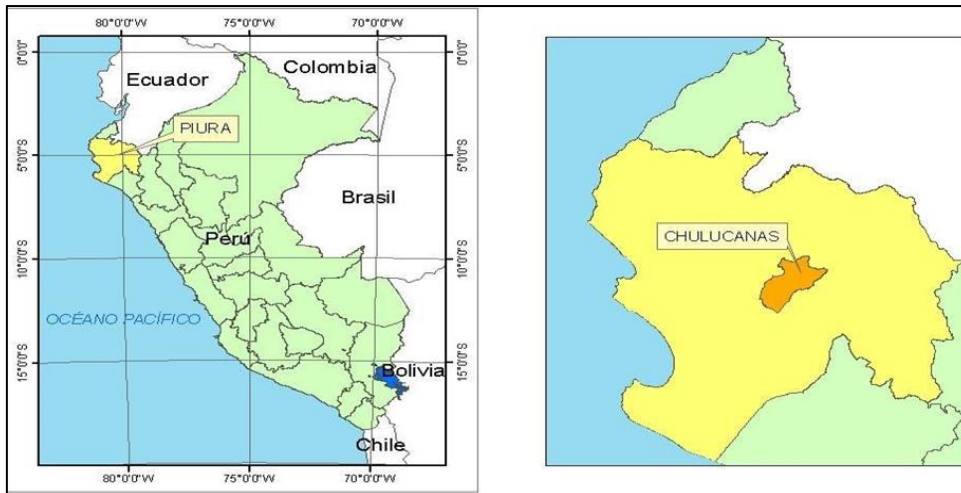 80°0'0"W 75°0'0"W 70°0'0"W
0°0'0" 0°0'0"
Colombia
Ecuador
PIURA
5°0'0"S 5°0'0"S
Brasil
Perú
10°0'0"S 10°0'0"S
OCÉANO PACÍFICO
15°0'0"S 15°0'0"S
Bolivia
Chile
80°0'0"W 75°0'0"W 70°0'0"W
CHULUCANAS